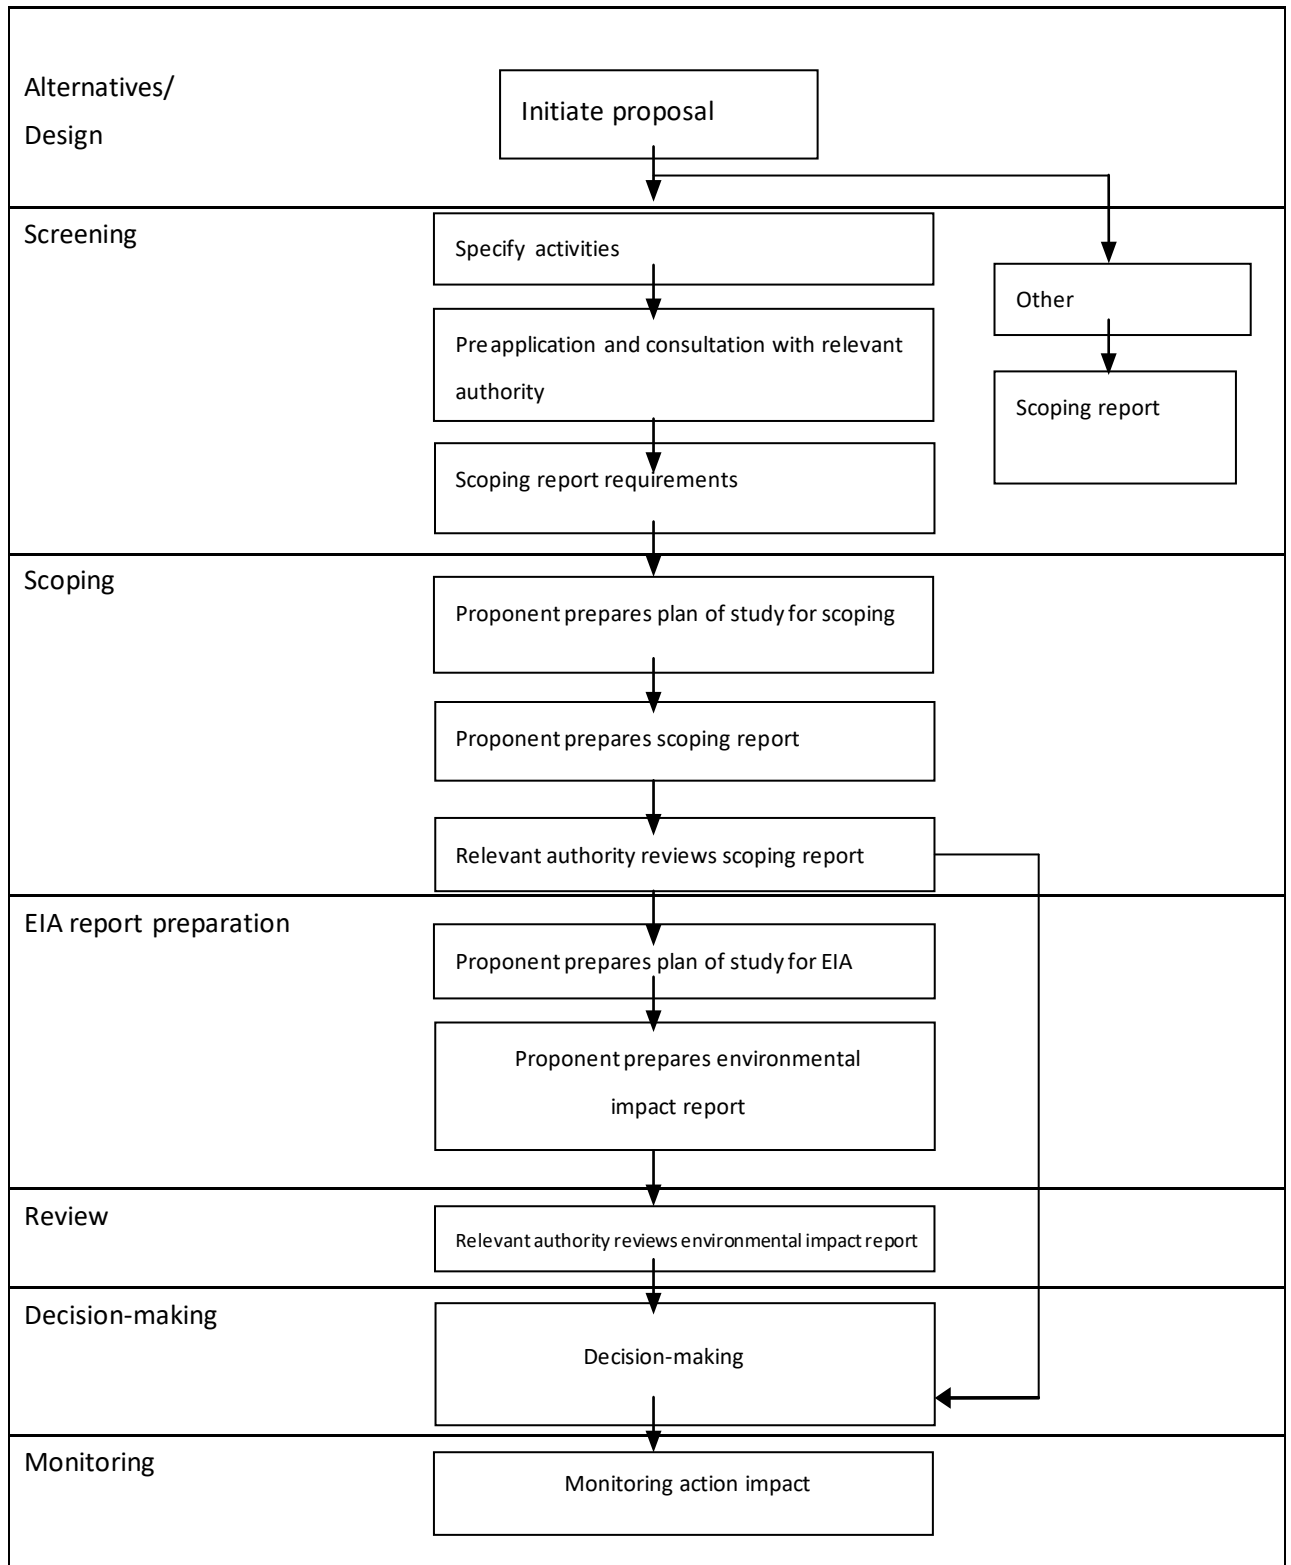 Alternatives/
Design
Initiate proposal
Screening
Specify activities
Other
Preapplication and consultation with relevant
authority
Scoping report
Scoping report requirements
Scoping
Proponent prepares plan of study for scoping
Proponent prepares scoping report
Relevant authority reviews scoping report
EIA report preparation
Proponent prepares plan of study for EIA
Proponent prepares environmental
impact report
Review
Relevant authority reviews environmental impact report
Decision-making
Decision-making
Monitoring
Monitoring action impact